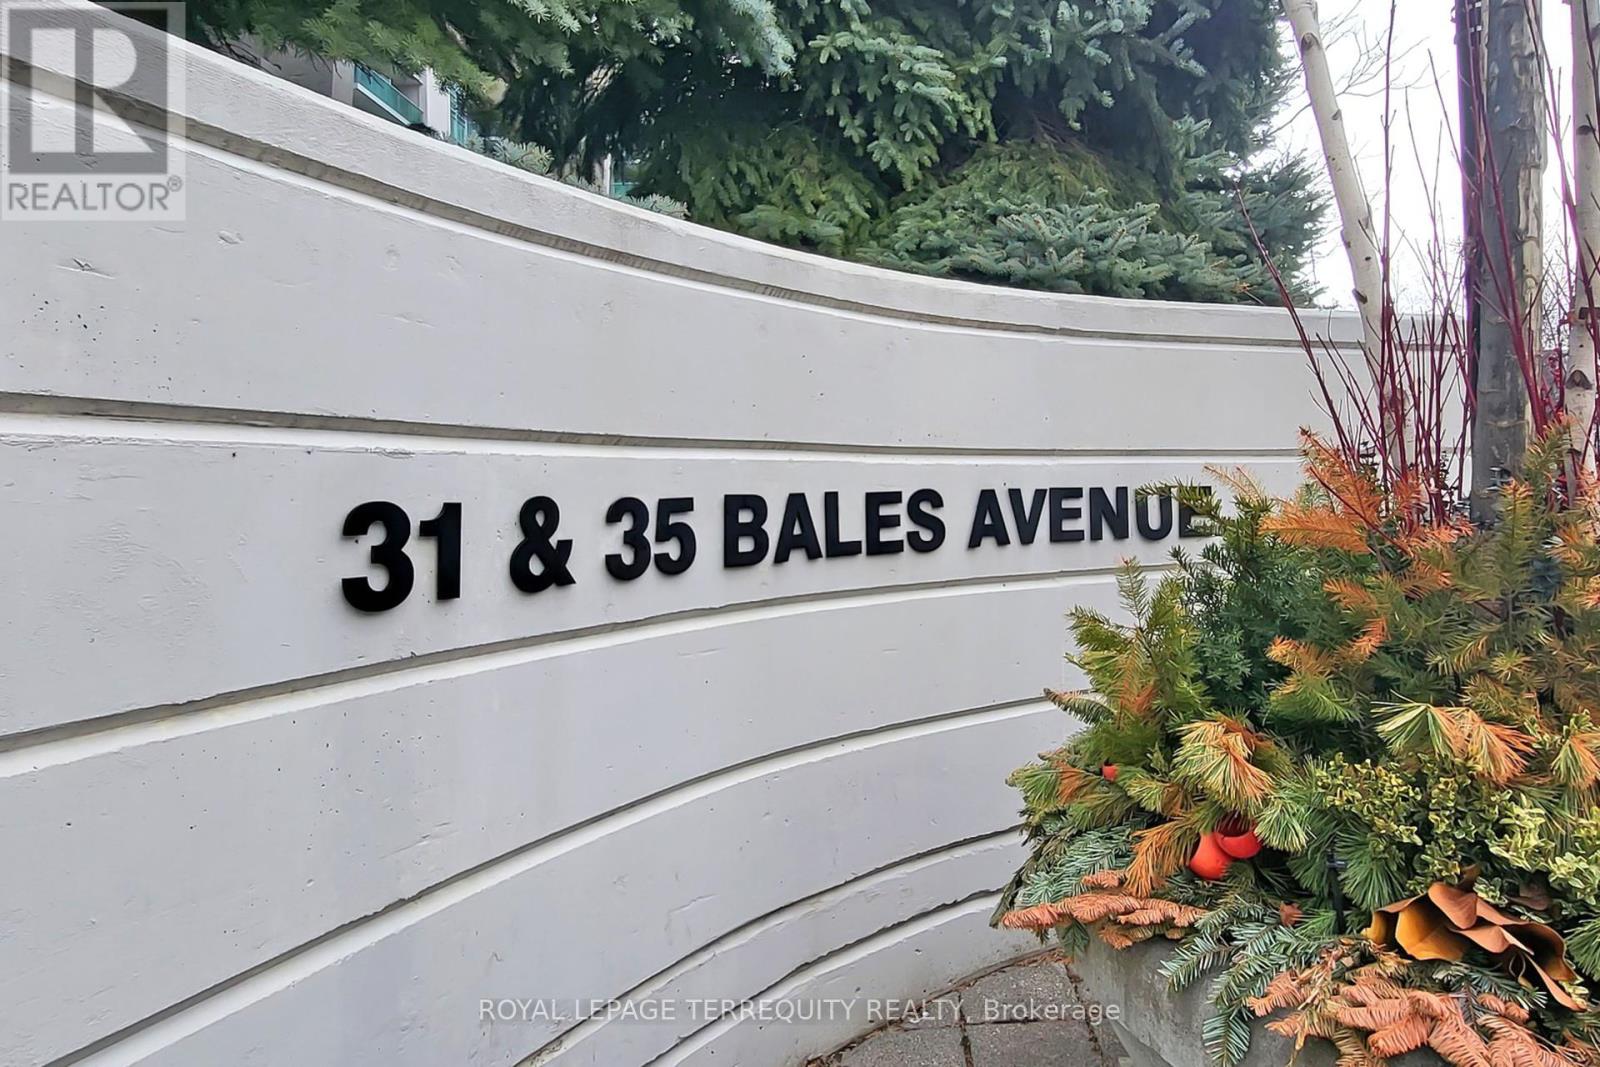 R
REALTOR®
31 & 35 BALES AVENUE
ROYAL LEPAGE TERREQUITY REALTY, Brokerage